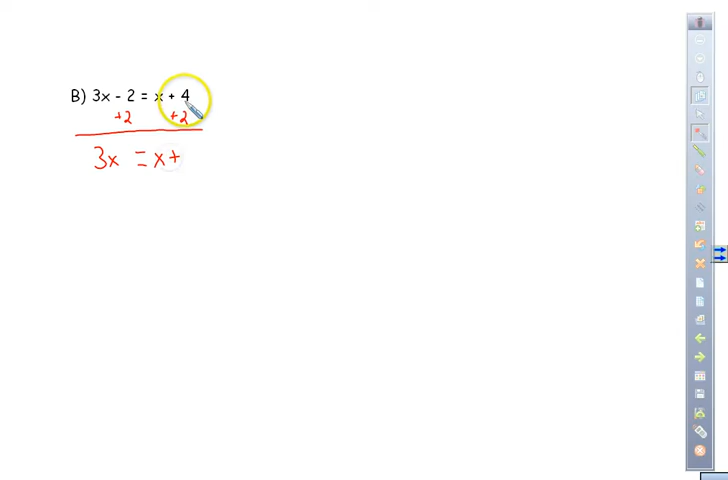 B) 3x - 2 = x + 4
+2 +2
3x = x +